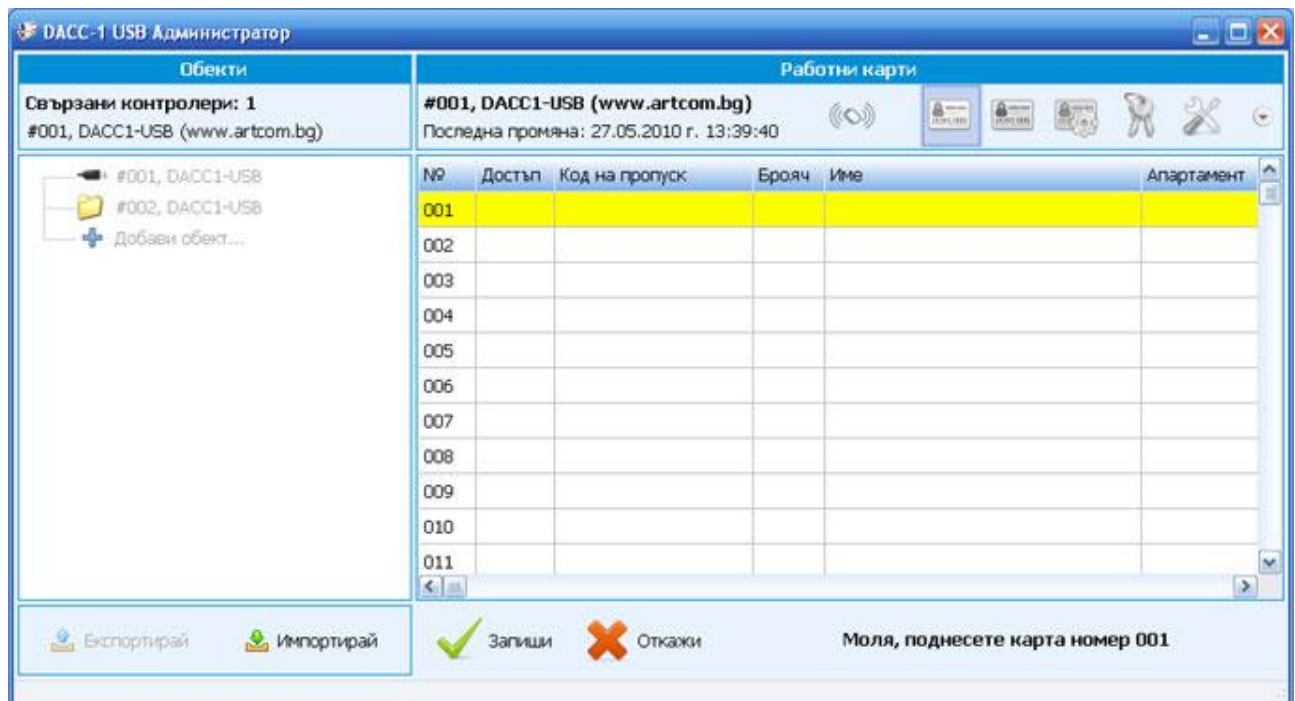 DACC-1 USB Администратор
Обекти
Работни карти
Свързани контролери: 1
#001, DACC1-USB (www.artcom.bg)
#001, DACC1-USB (www.artcom.bg)
Последна промяна: 27.05.2010 г. 13:39:40
#001, DACC1-USB
#002, DACC1-USB
Добави обект...
№ Достъп Код на пропуск Брояч Име Апартамент
001
002
003
004
005
006
007
008
009
010
011
Експортирай Импортирай
Запиши Откажи Моля, поднесете карта номер 001